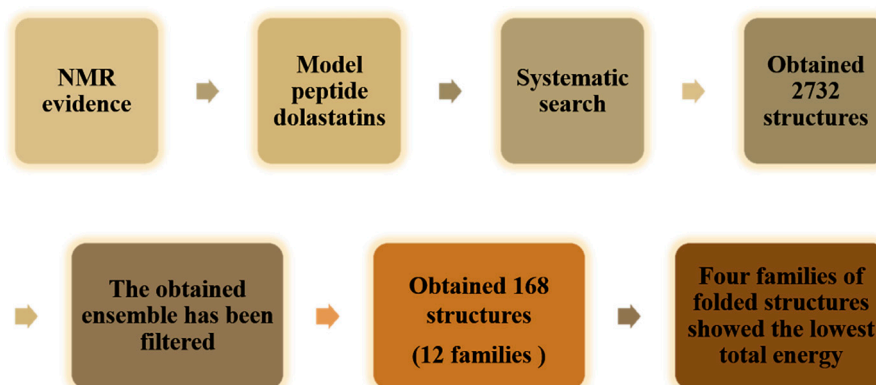 NMR
evidence
Model
peptide
dolastatins
Systematic
search
Obtained
2732
structures
The obtained
ensemble has been
filtered
Obtained 168
structures
(12 families )
Four families of
folded structures
showed the lowest
total energy